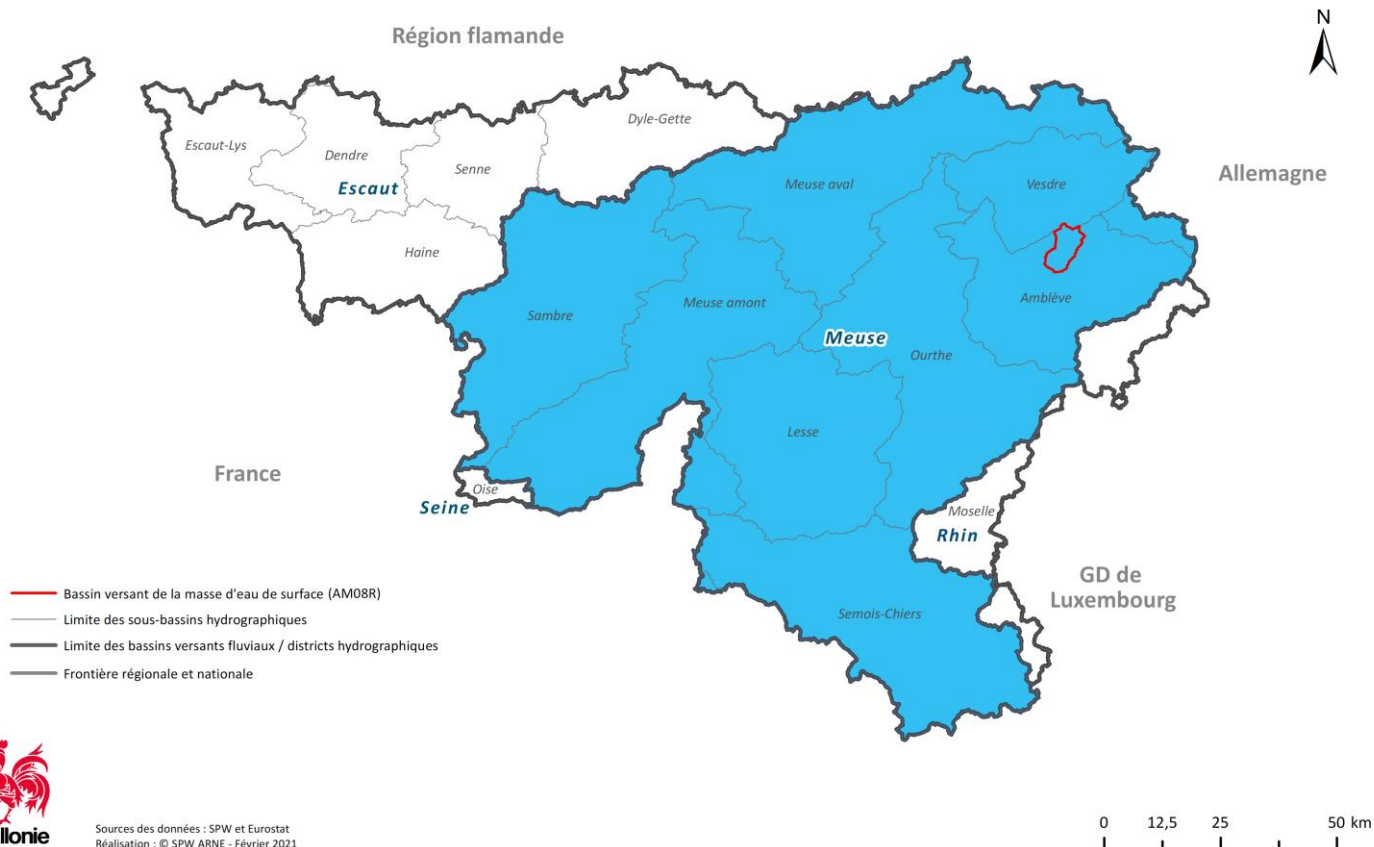 Région flamande
N
Escaut-Lys
Dendre
Escaut
Senne
Dyle-Gette
Haine
Meuse aval
Vesdre
Allemagne
Amblève
Sambre
Meuse amont
Meuse
Ourthe
Lesse
France
Oise
Seine
Moselle
Rhin
GD de
Luxembourg
Semois-Chiers
Bassin versant de la masse d'eau de surface (AM08R)
Limite des sous-bassins hydrographiques
Limite des bassins versants fluviaux / districts hydrographiques
Frontière régionale et nationale
llonie
Sources des données : SPW et Eurostat
Réalisation : © SPW ARNE - Février 2021
0 12,5 25 50 km